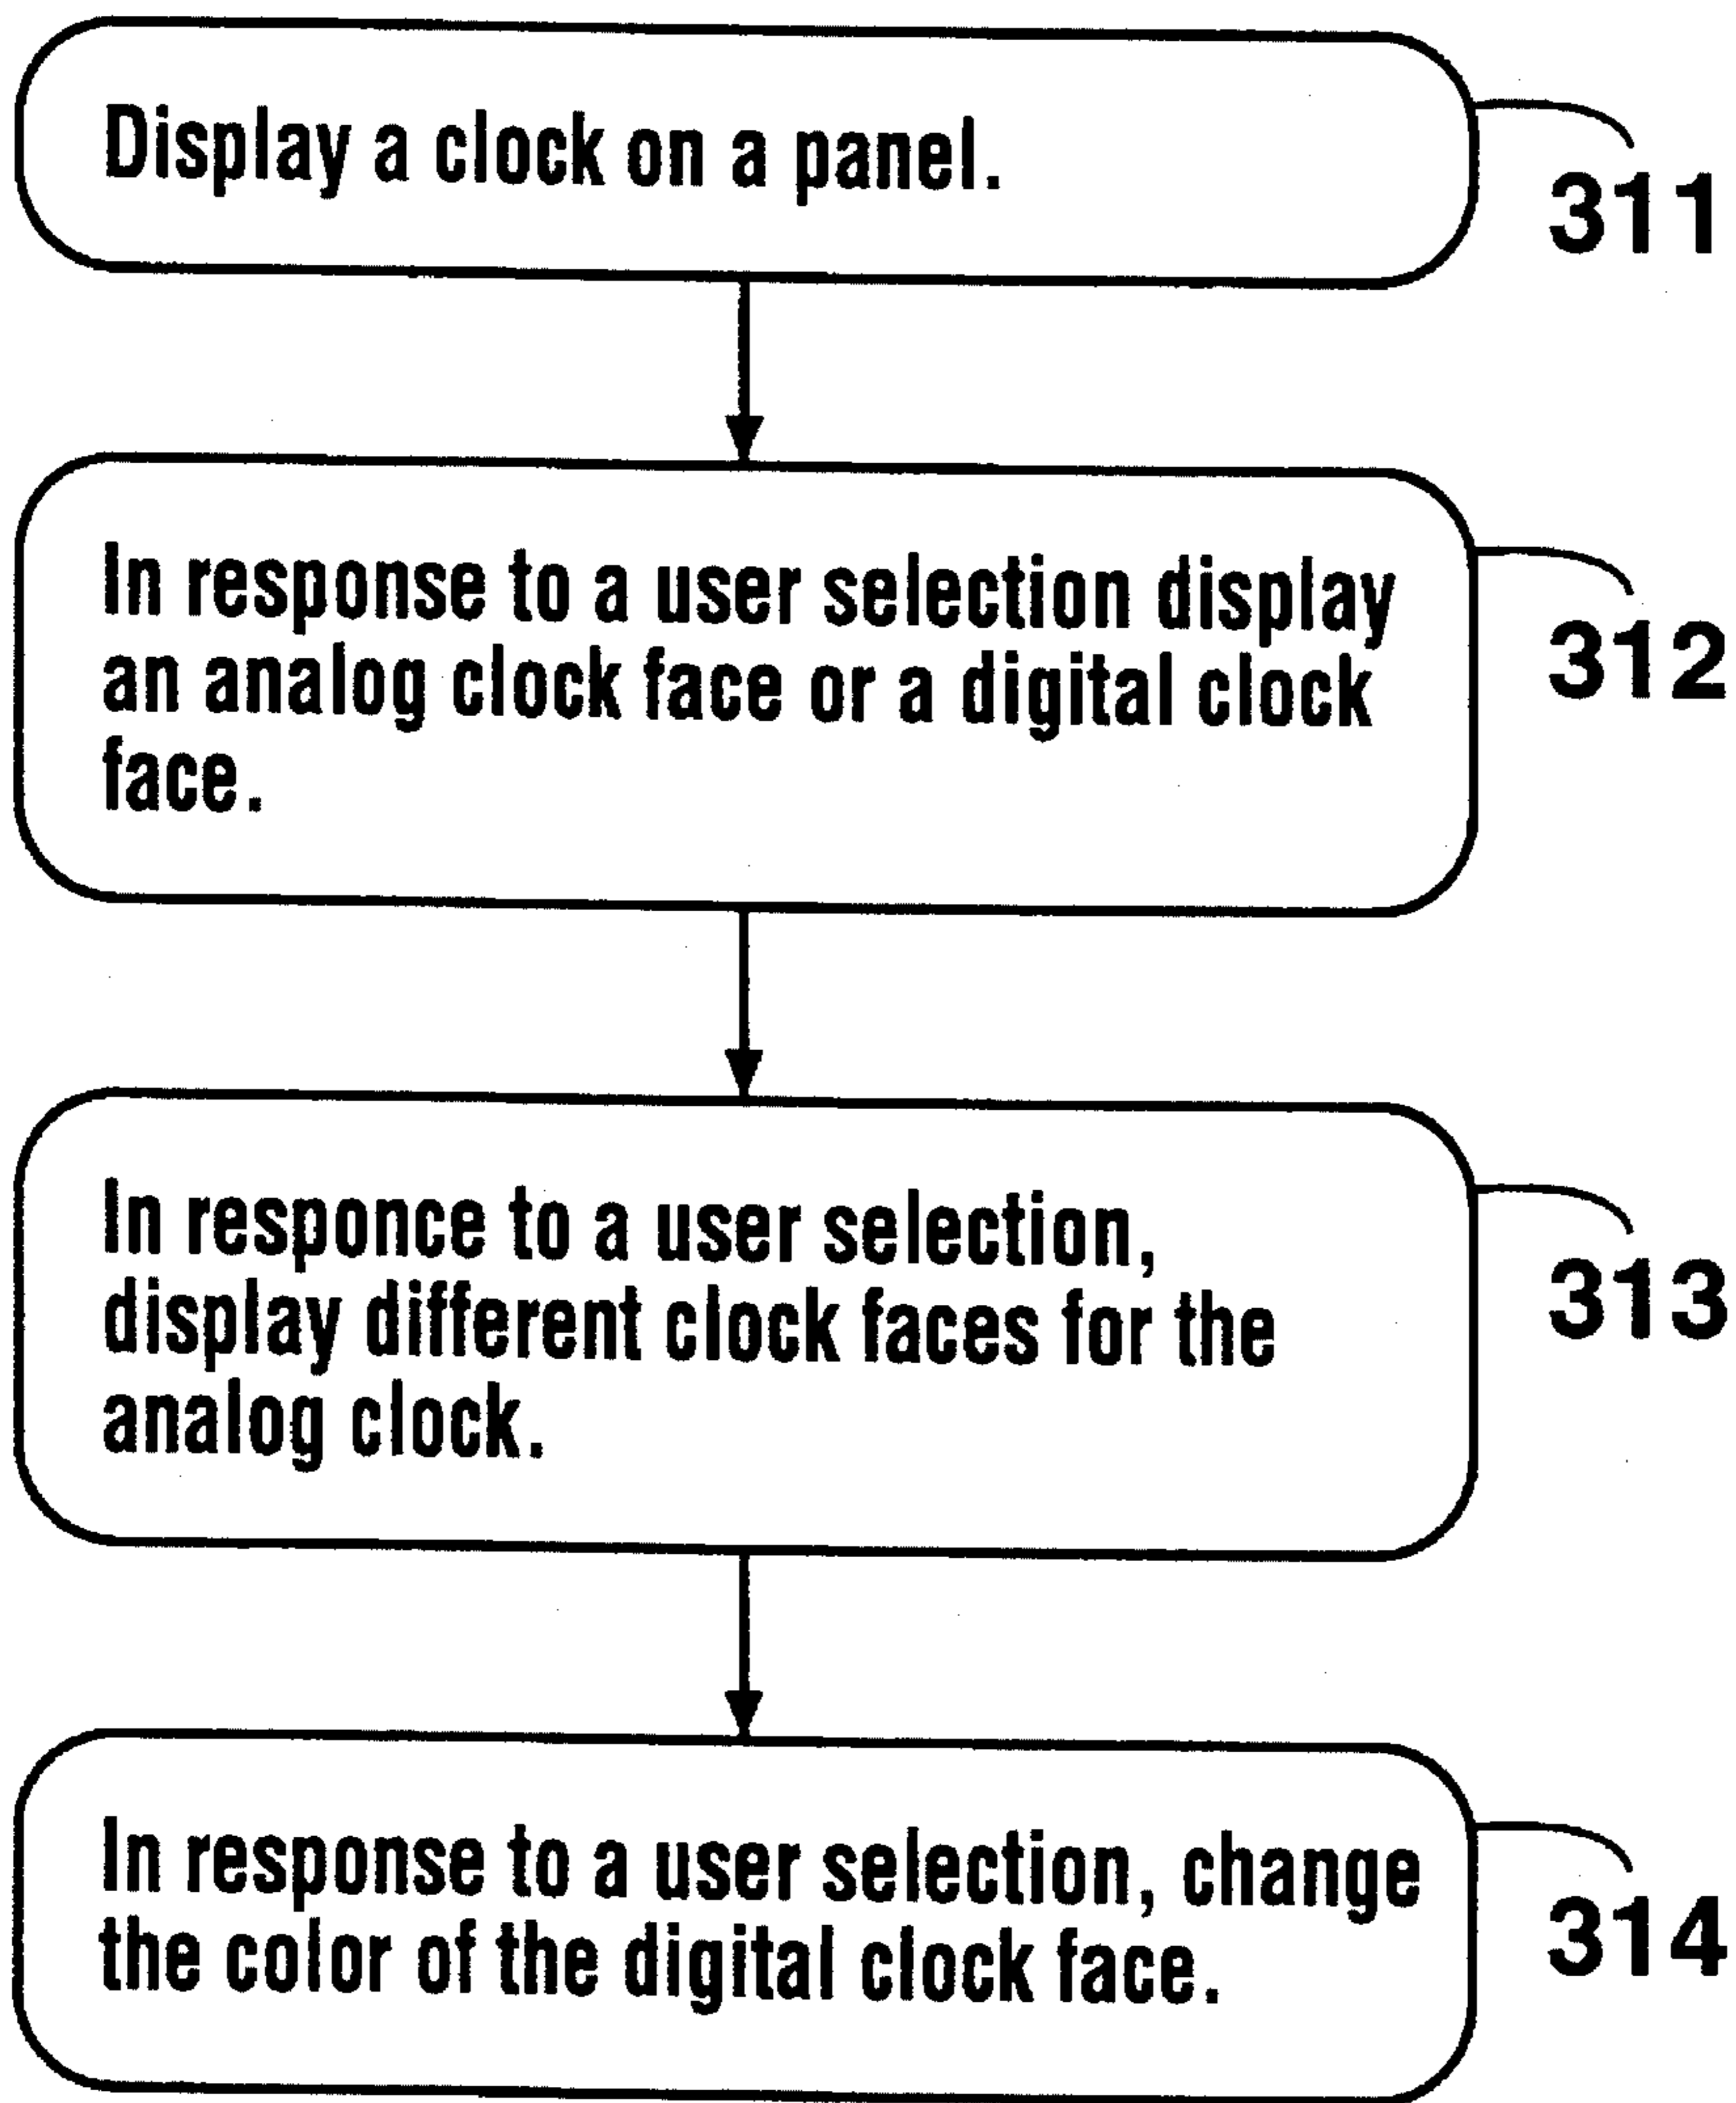 Display a clock on a panel.
311
In response to a user selection display
an analog clock face or a digital clock
face.
312
In responce to a user selection,
display different clock faces for the
analog clock.
313
In response to a user selection, change
the color of the digital clock face.
314